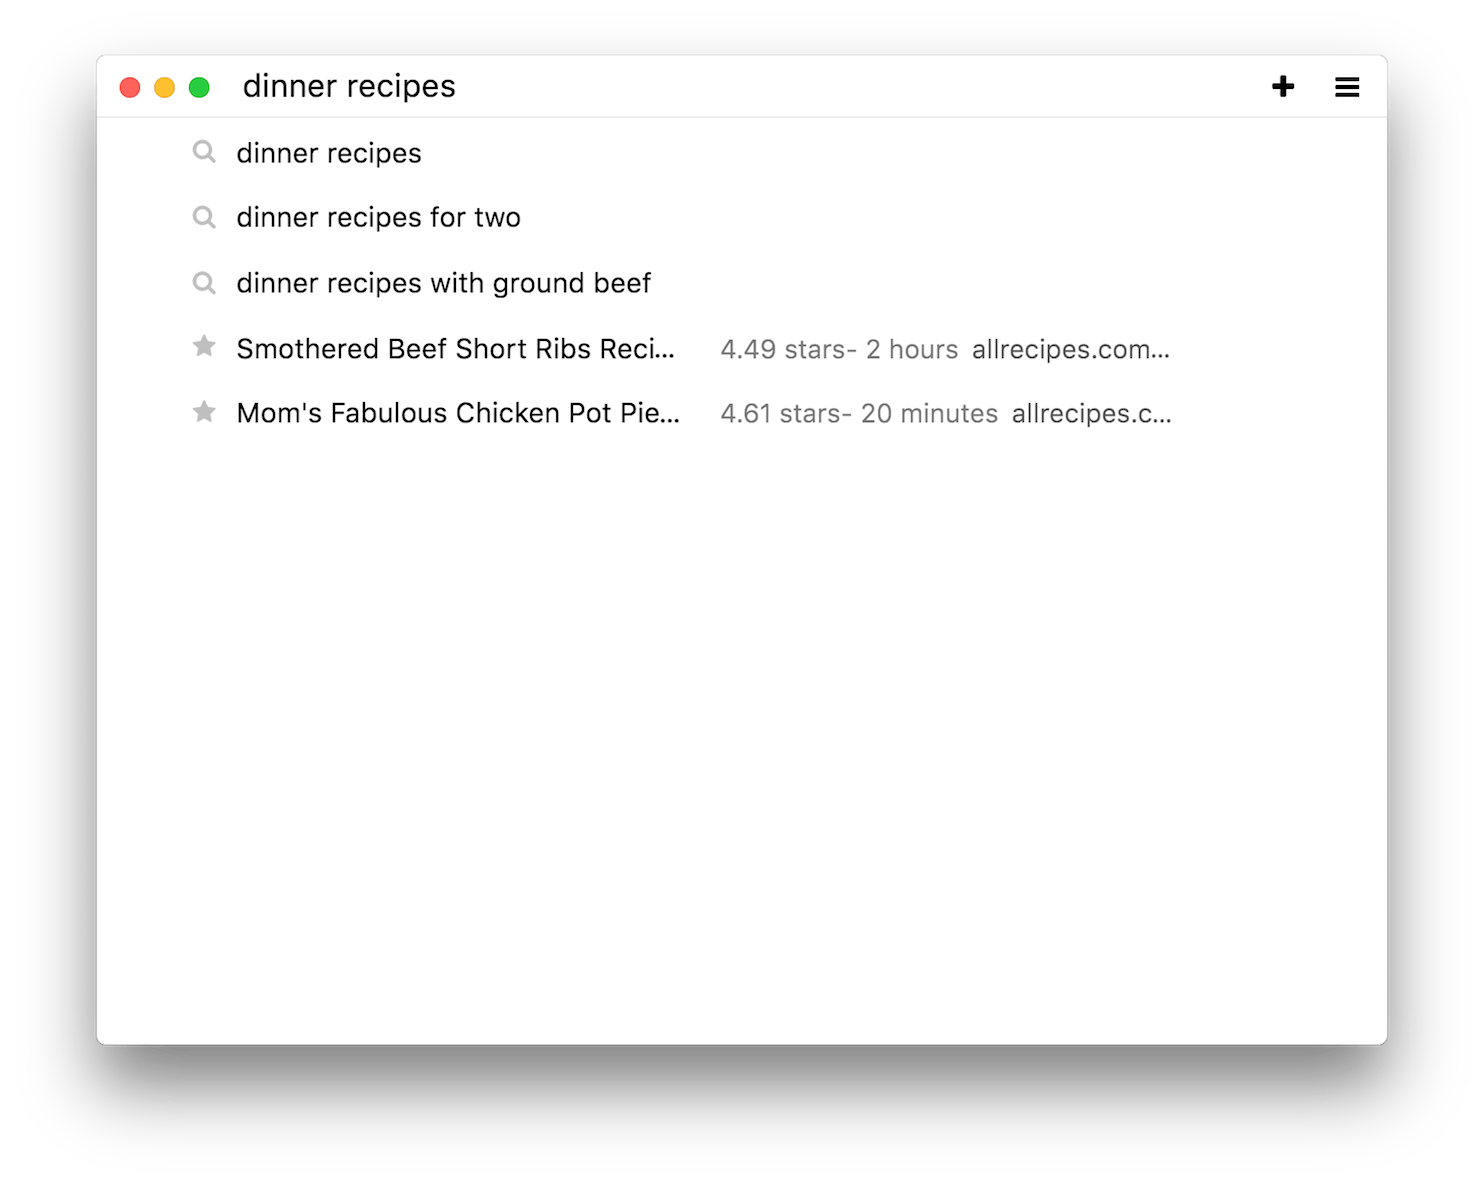 dinner recipes
dinner recipes
dinner recipes for two
dinner recipes with ground beef
Smothered Beef Short Ribs Reci... 4.49 stars- 2 hours allrecipes.com...
Mom's Fabulous Chicken Pot Pie... 4.61 stars- 20 minutes allrecipes.c...